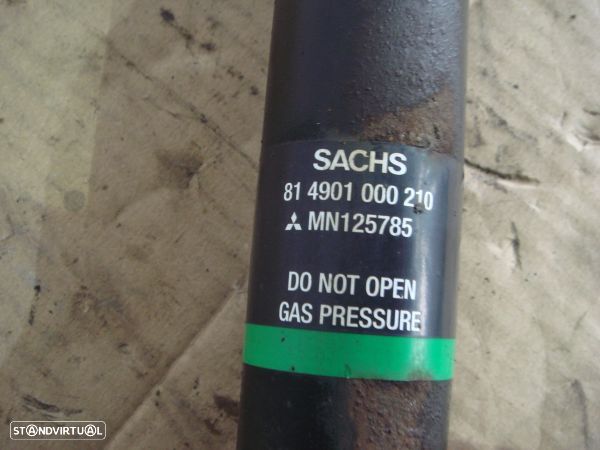 SACHS
81 4901 000 210
MN125785
DO NOT OPEN
GAS PRESSURE
STANDVIRTUAL